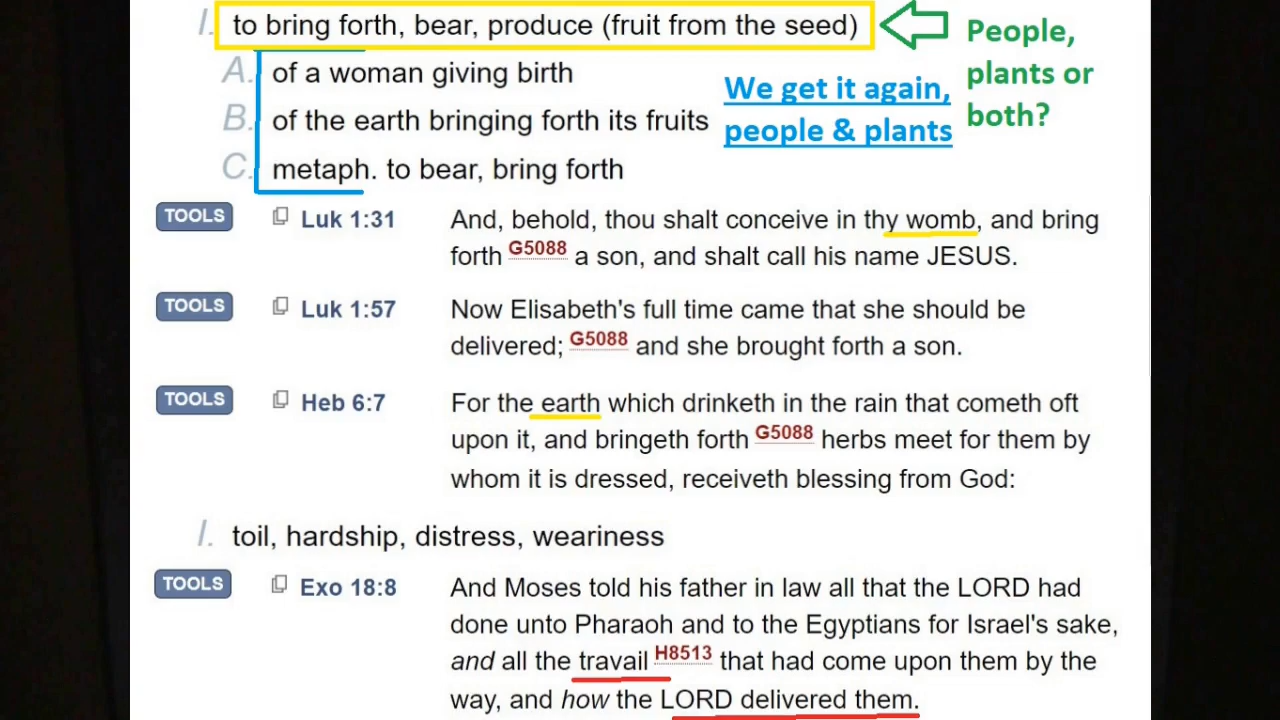 I. to bring forth, bear, produce (fruit from the seed)
People,
plants or
both?
A. of a woman giving birth
We get it again,
people & plants
B. of the earth bringing forth its fruits
C. metaph. to bear, bring forth
TOOLS Luk 1:31 And, behold, thou shalt conceive in thy womb, and bring
forth G5088 a son, and shalt call his name JESUS.
TOOLS Luk 1:57 Now Elisabeth's full time came that she should be
delivered; G5088 and she brought forth a son.
TOOLS Heb 6:7 For the earth which drinketh in the rain that cometh oft
upon it, and bringeth forth G5088 herbs meet for them by
whom it is dressed, receiveth blessing from God:
I. toil, hardship, distress, weariness
TOOLS Exo 18:8 And Moses told his father in law all that the LORD had
done unto Pharaoh and to the Egyptians for Israel's sake,
and all the travail H8513 that had come upon them by the
way, and how the LORD delivered them.